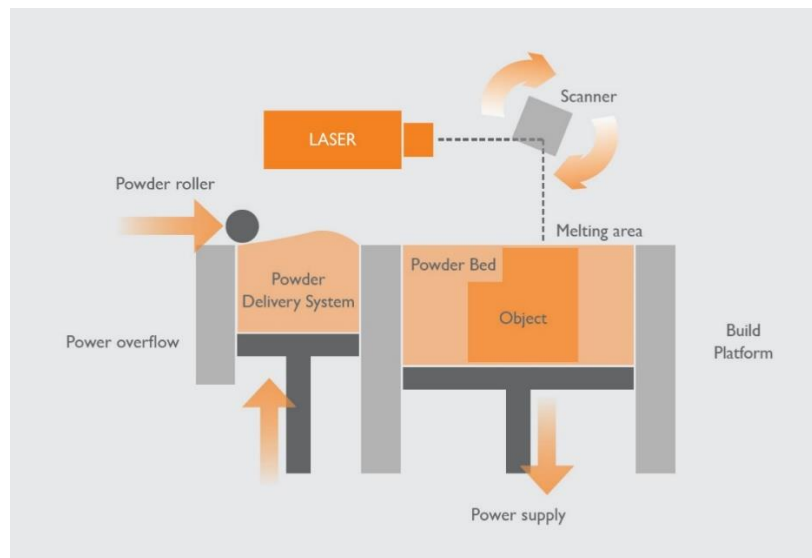 Scanner
LASER
Powder roller
Melting area
Powder Bed
Powder
Delivery System
Object
Power overflow
Build
Platform
Power supply